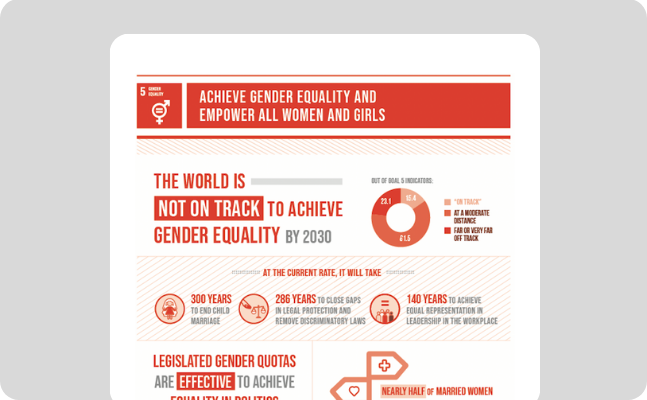 5 GENDER
EQUALITY
ACHIEVE GENDER EQUALITY AND
EMPOWER ALL WOMEN AND GIRLS
THE WORLD IS
NOT ON TRACK TO ACHIEVE
GENDER EQUALITY BY 2030
OUT OF GOAL 5 INDICATORS:
15.4
23.1
61.5
"ON TRACK"
AT A MODERATE
DISTANCE
FAR OR VERY FAR
OFF TRACK
AT THE CURRENT RATE, IT WILL TAKE
300 YEARS
TO END CHILD
MARRIAGE
286 YEARS TO CLOSE GAPS
IN LEGAL PROTECTION AND
REMOVE DISCRIMINATORY LAWS
140 YEARS TO ACHIEVE
EQUAL REPRESENTATION IN
LEADERSHIP IN THE WORKPLACE
LEGISLATED GENDER QUOTAS
ARE EFFECTIVE TO ACHIEVE
EQUALITY IN POLITICS
NEARLY HALF OF MARRIED WOMEN